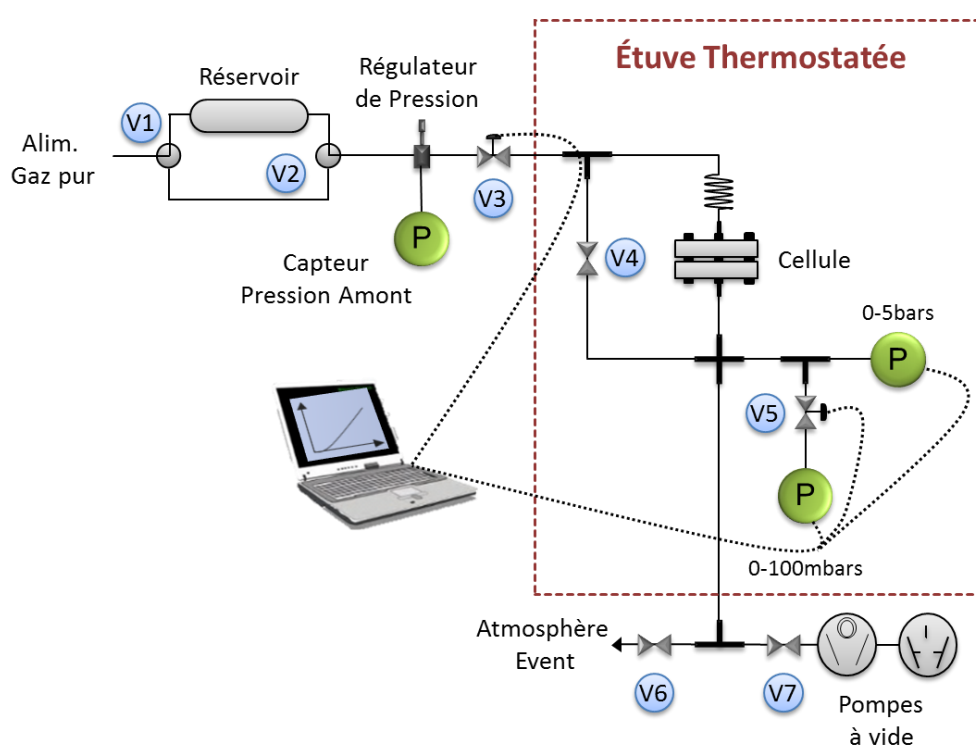 Étuve Thermostatée
Réservoir
Régulateur
de Pression
V1
Alim.
Gaz pur
V2
V3
P
Capteur
Pression Amont
V4
Cellule
0-5bars
P
V5
P
0-100mbars
Atmosphère
Event
V6
V7
Pompes
à vide